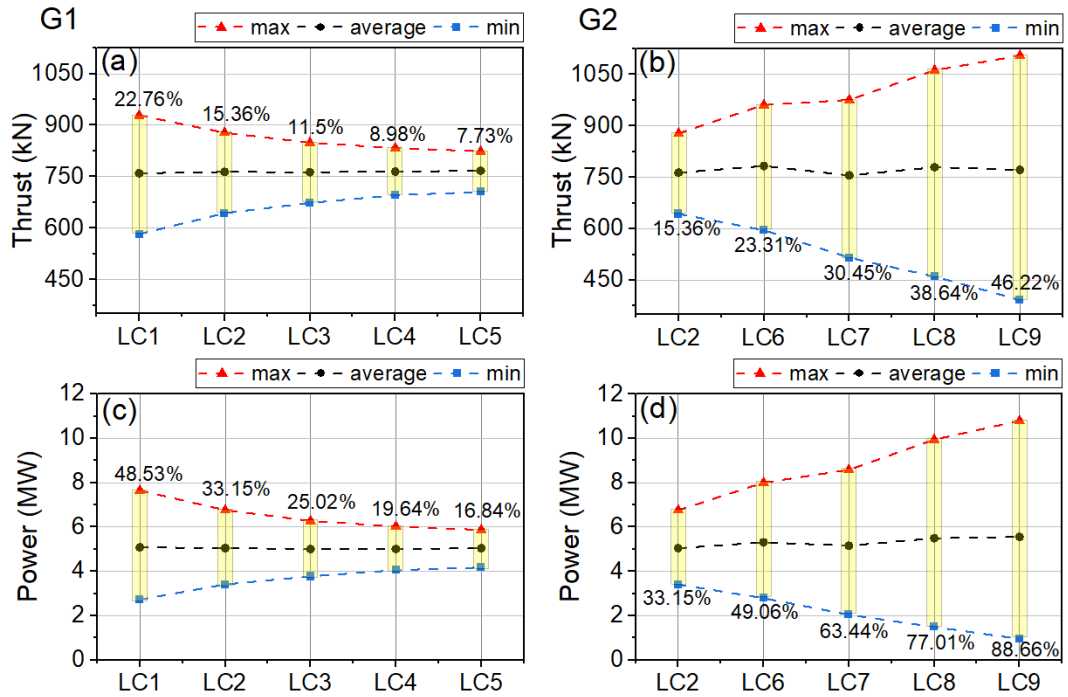 G1
max average min
(a)
Thrust (kN)
1050
900
750
600
450
22.76%
15.36%
11.5%
8.98%
7.73%
LC1 LC2 LC3 LC4 LC5
G2
max average min
(b)
Thrust (kN)
1050
900
750
600
450
15.36%
23.31%
30.45%
38.64%
46.22%
LC2 LC6 LC7 LC8 LC9
max average min
(c)
Power (MW)
12
10
8
6
4
2
0
48.53%
33.15%
25.02%
19.64%
16.84%
LC1 LC2 LC3 LC4 LC5
max average min
(d)
Power (MW)
12
10
8
6
4
2
0
33.15%
49.06%
63.44%
77.01%
88.66%
LC2 LC6 LC7 LC8 LC9